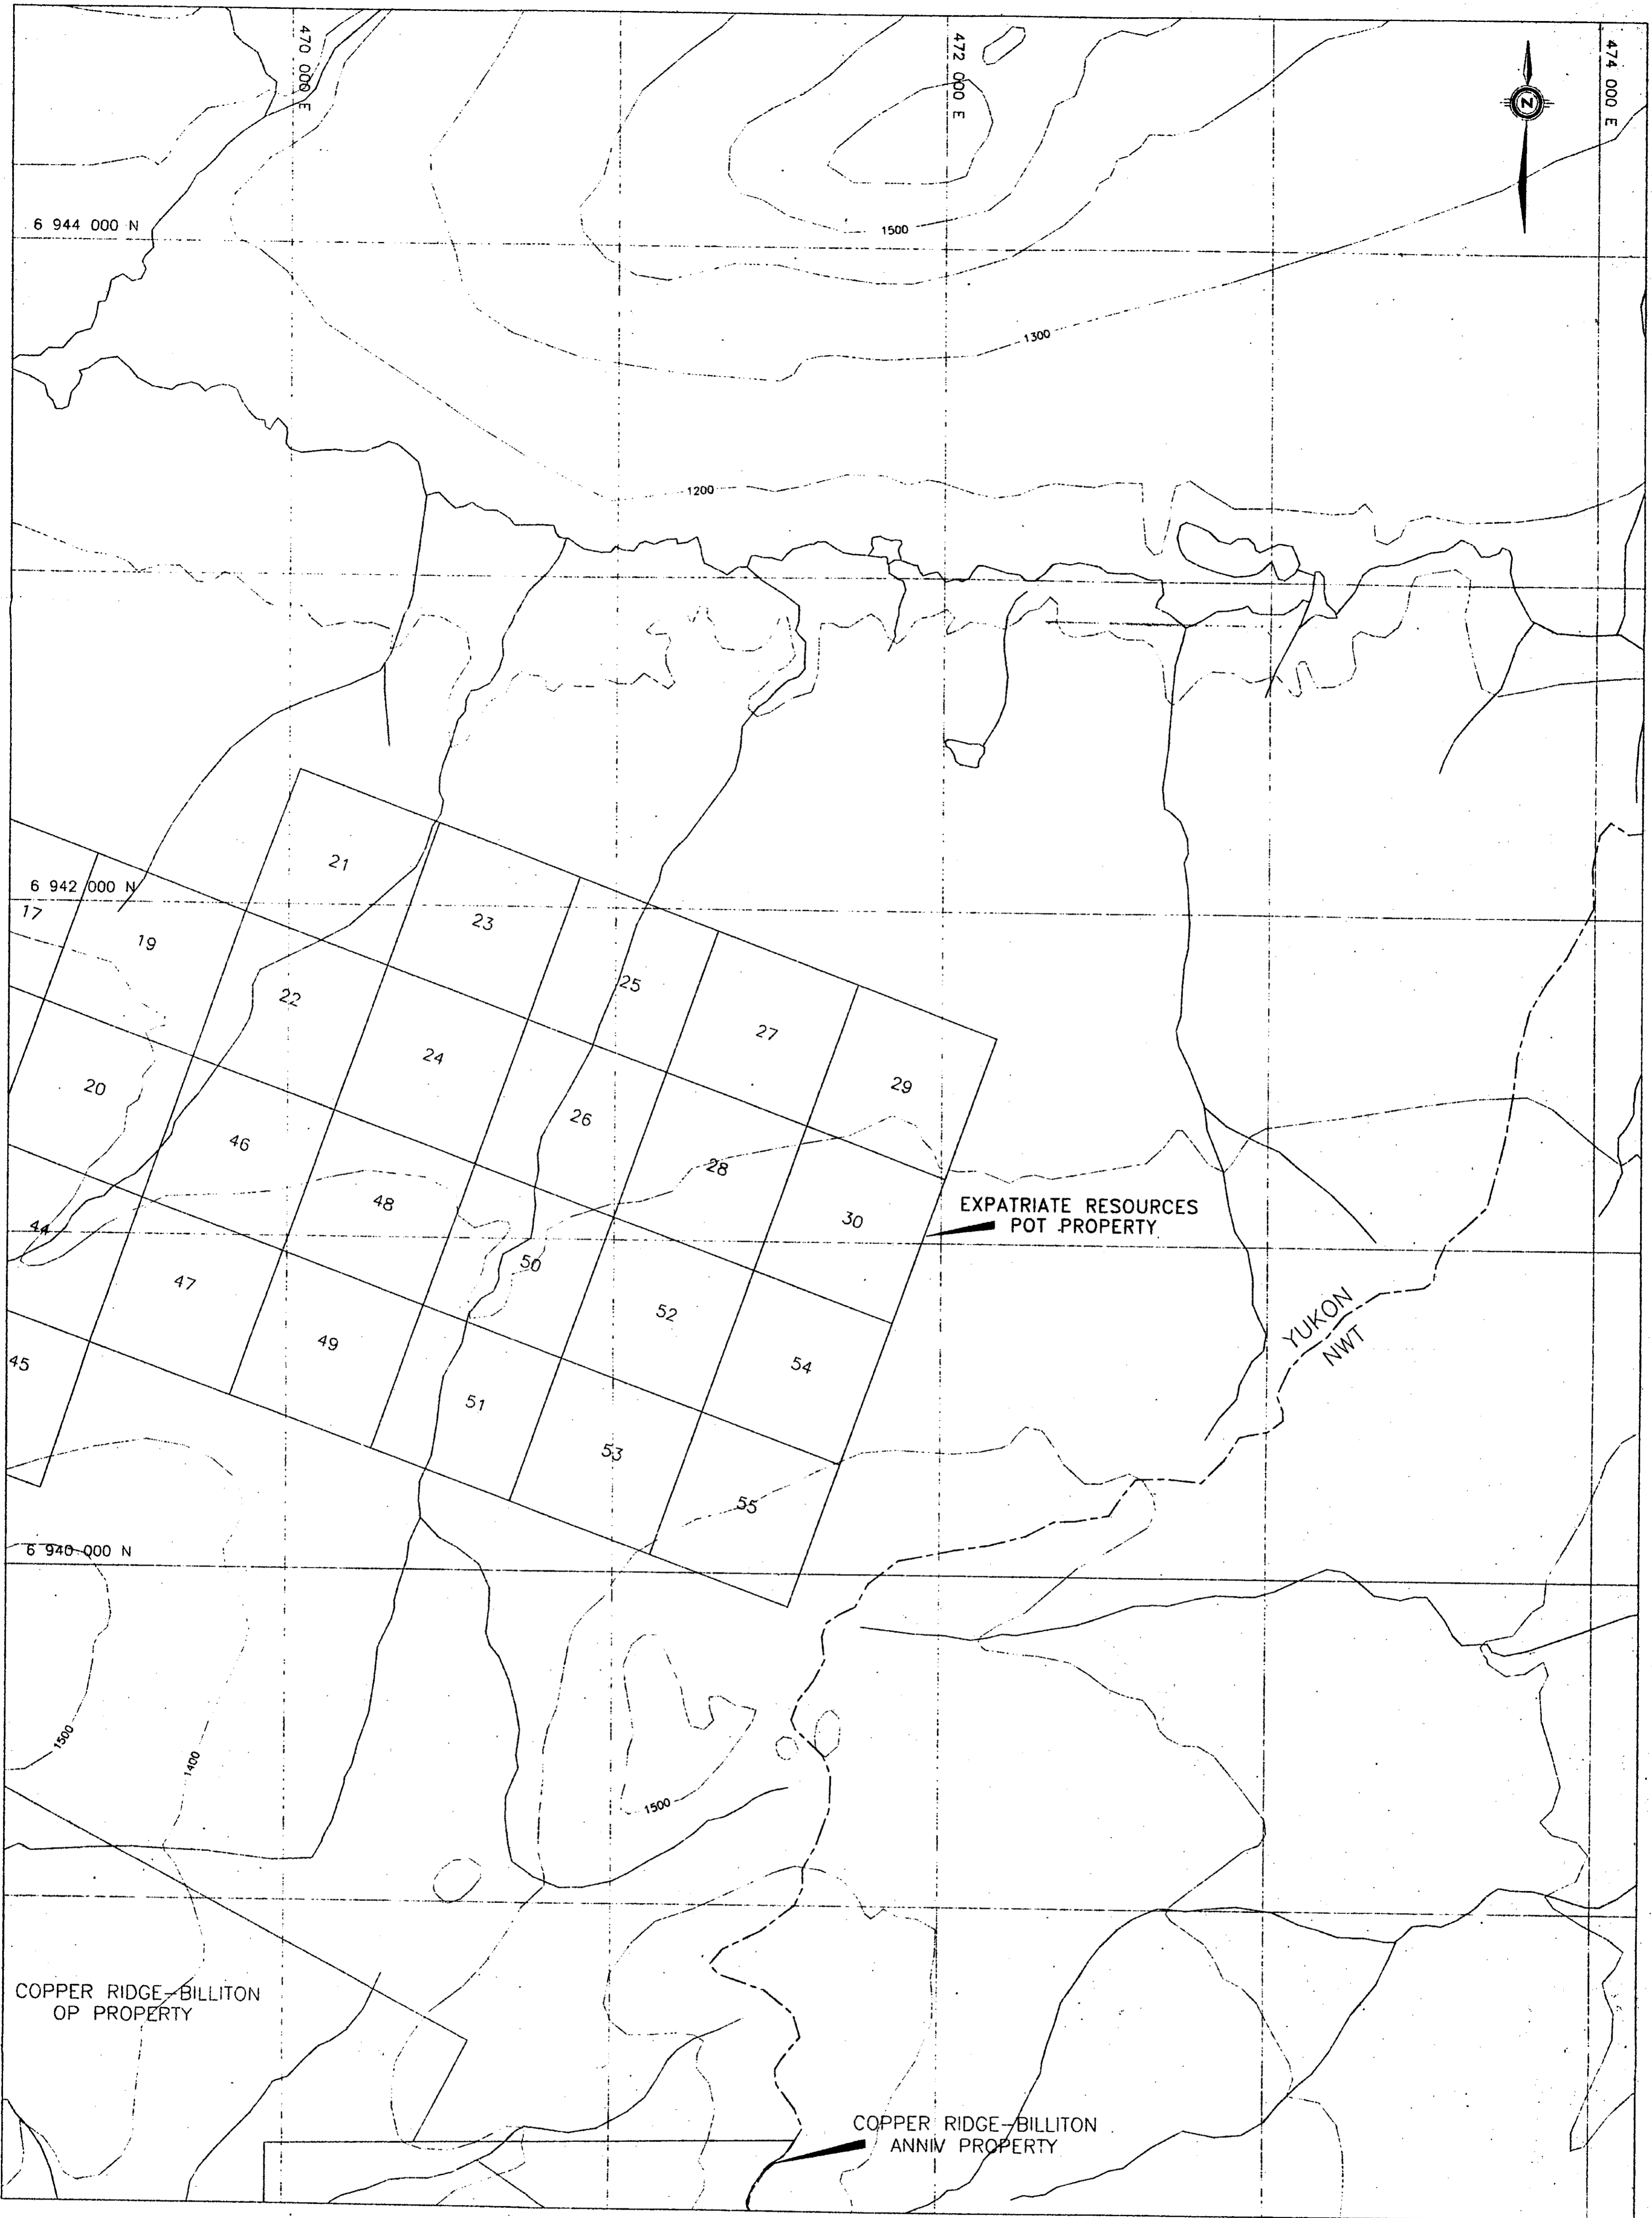 470 000 E
472 000 E
474 000 E
N
6 944 000 N
1500
1300
1200
21
6 942 000 N
17
19
23
22
25
27
24
20
29
26
46
28
48
30
EXPATRIATE RESOURCES
POT PROPERTY
44
50
47
52
YUKON
NWT
49
45
54
51
53
55
6 940 000 N
1500
1400
1500
COPPER RIDGE-BILLITON
OP PROPERTY
COPPER RIDGE-BILLITON
ANNIV PROPERTY